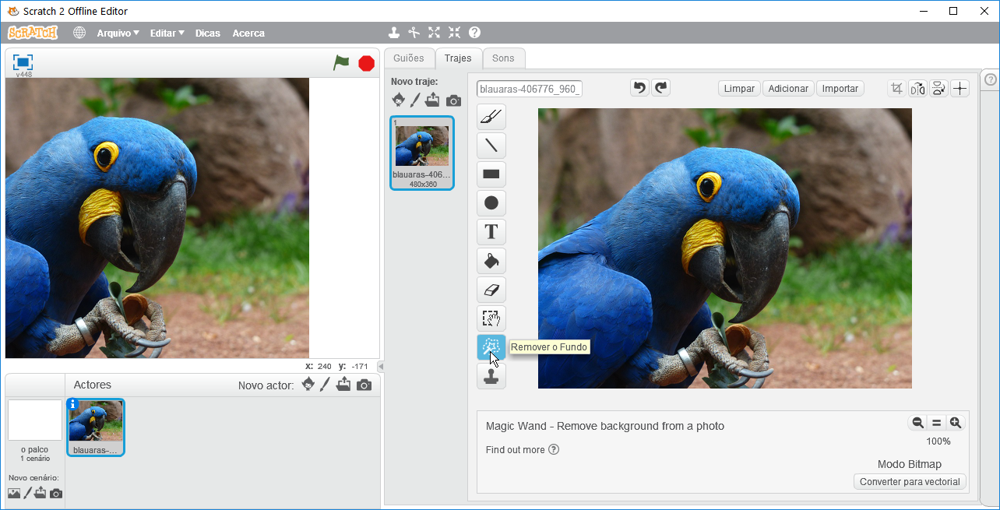 Scratch 2 Offline Editor
SCRATCH
Arquivo
Editar
Dicas
Acerca
v448
Guiões
Trajes
Sons
Novo traje:
1
blauaras-406...
480x360
blauaras-406776_960_
Limpar
Adicionar
Importar
T
Remover o Fundo
x: 240 y: -171
Actores
Novo actor:
o palco
1 cenário
Novo cenário:
blauaras-...
Magic Wand - Remove background from a photo
Find out more
100%
Modo Bitmap
Converter para vectorial